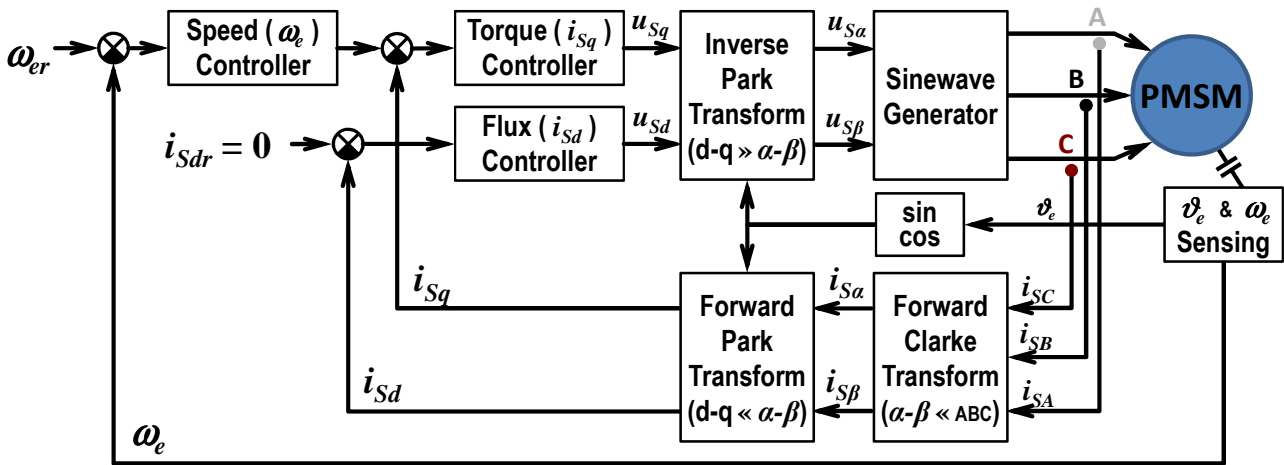 A
Speed (ωe)
Controller
Torque (iSq)
Controller
uSq
Inverse
Park
Transform
(d-q » α-β)
uSα
Sinewave
Generator
B
PMSM
ωer
Flux (iSd)
Controller
uSd
uSβ
C
iSdr = 0
sin
cos
ϑe
ϑe & ωe
Sensing
iSq
Forward
Park
Transform
(d-q « α-β)
iSα
Forward
Clarke
Transform
(α-β « ABC)
iSC
iSB
iSd
iSβ
iSA
ωe